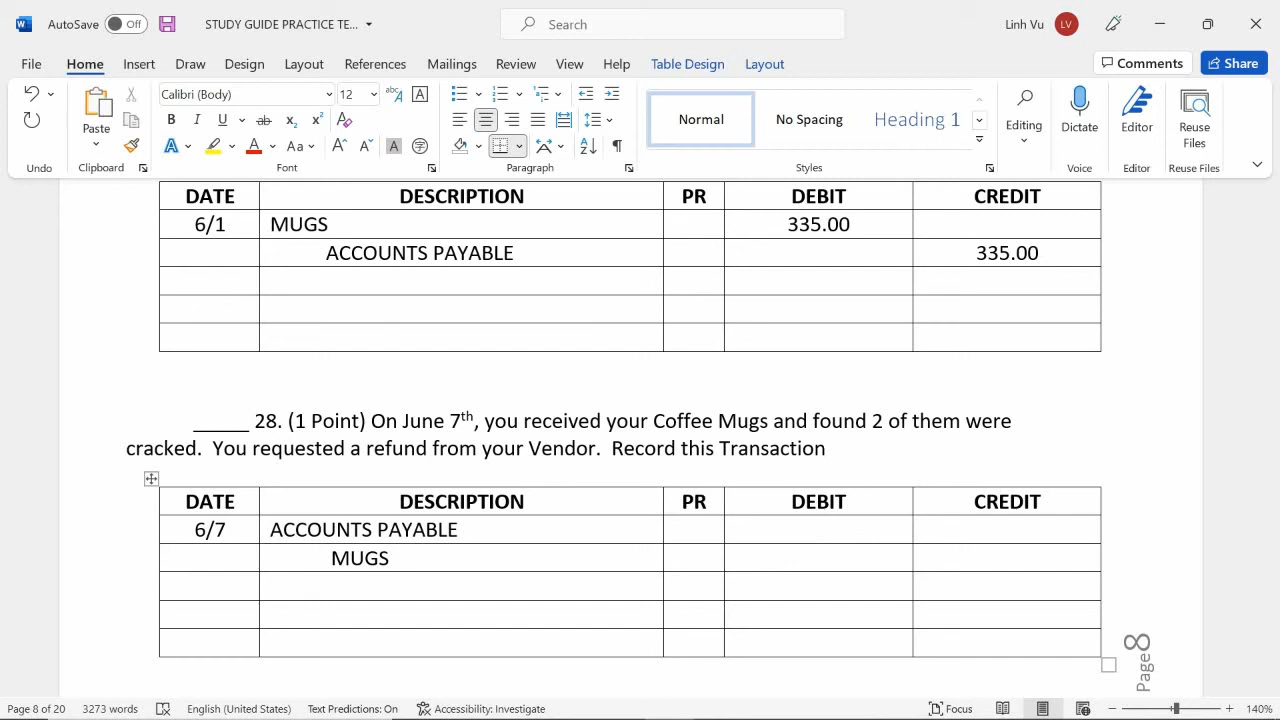 AutoSave Off STUDY GUIDE PRACTICE TE... Search Linh Vu LV
File Home Insert Draw Design Layout References Mailings Review View Help Table Design Layout Comments Share
Calibri (Body) 12 Normal No Spacing Heading 1
Paste Editing Dictate Editor Reuse Files
Undo Clipboard Font Paragraph Styles Voice Editor Reuse Files
DATE DESCRIPTION PR DEBIT CREDIT
6/1 MUGS 335.00
ACCOUNTS PAYABLE 335.00
_____ 28. (1 Point) On June 7th, you received your Coffee Mugs and found 2 of them were
cracked. You requested a refund from your Vendor. Record this Transaction
DATE DESCRIPTION PR DEBIT CREDIT
6/7 ACCOUNTS PAYABLE
MUGS
Page 8
Page 8 of 20 3273 words English (United States) Text Predictions: On Accessibility: Investigate Focus 140%